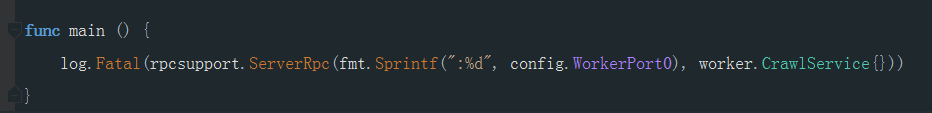 func main () {
    log.Fatal(rpcsupport.ServerRpc(fmt.Sprintf(":%d", config.WorkerPort0), worker.CrawlService{}))
}